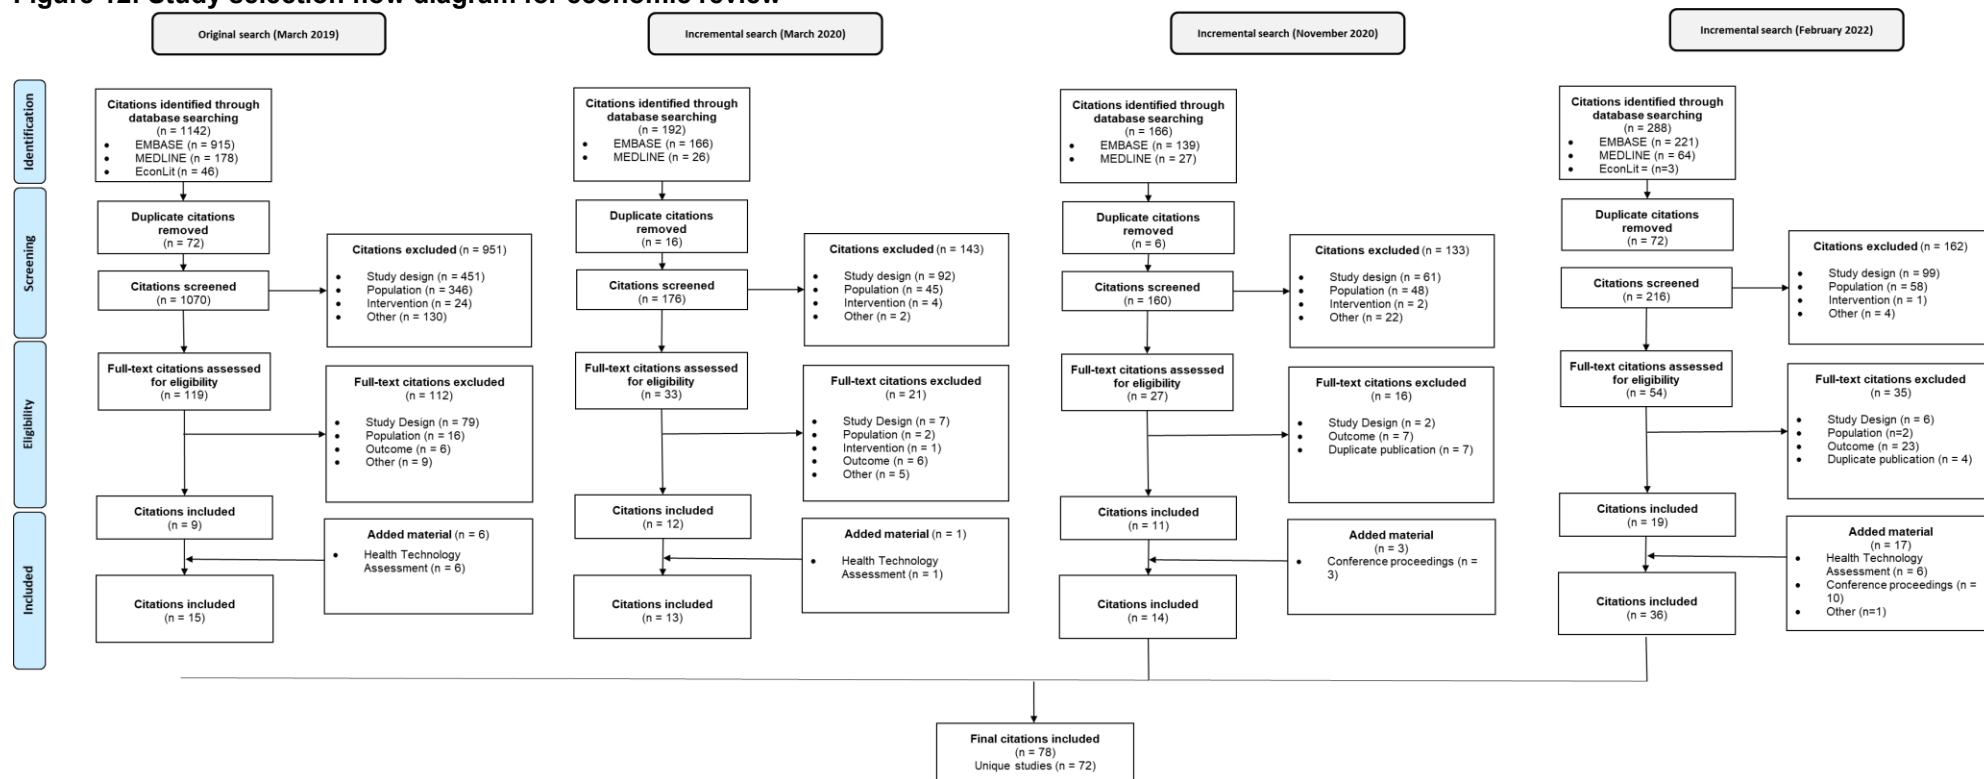 Figure 12: Study selection flow diagram for economic review
Original search (March 2019)
Incremental search (March 2020)
Incremental search (November 2020)
Incremental search (February 2022)
Identification
Screening
Eligibility
Included
Citations identified through
database searching
(n = 1142)
• EMBASE (n = 915)
• MEDLINE (n = 178)
• EconLit (n = 46)
Duplicate citations
removed
(n = 72)
Citations screened
(n = 1070)
Citations excluded (n = 951)
• Study design (n = 451)
• Population (n = 346)
• Intervention (n = 24)
• Other (n = 130)
Full-text citations assessed
for eligibility
(n = 119)
Full-text citations excluded
(n = 112)
• Study Design (n = 79)
• Population (n = 16)
• Outcome (n = 6)
• Other (n = 9)
Citations included
(n = 9)
Added material (n = 6)
• Health Technology
Assessment (n = 6)
Citations included
(n = 15)
Citations identified through
database searching
(n = 192)
• EMBASE (n = 166)
• MEDLINE (n = 26)
Duplicate citations
removed
(n = 16)
Citations screened
(n = 176)
Citations excluded (n = 143)
• Study design (n = 92)
• Population (n = 45)
• Intervention (n = 4)
• Other (n = 2)
Full-text citations assessed
for eligibility
(n = 33)
Full-text citations excluded
(n = 21)
• Study Design (n = 7)
• Population (n = 2)
• Intervention (n = 1)
• Outcome (n = 6)
• Other (n = 5)
Citations included
(n = 12)
Added material (n = 1)
• Health Technology
Assessment (n = 1)
Citations included
(n = 13)
Citations identified through
database searching
(n = 166)
• EMBASE (n = 139)
• MEDLINE (n = 27)
Duplicate citations
removed
(n = 6)
Citations screened
(n = 160)
Citations excluded (n = 133)
• Study design (n = 61)
• Population (n = 48)
• Intervention (n = 2)
• Other (n = 22)
Full-text citations assessed
for eligibility
(n = 27)
Full-text citations excluded
(n = 16)
• Study Design (n = 2)
• Outcome (n = 7)
• Duplicate publication (n = 7)
Citations included
(n = 11)
Added material
(n = 3)
• Conference proceedings (n =
3)
Citations included
(n = 14)
Citations identified through
database searching
(n = 288)
• EMBASE (n = 221)
• MEDLINE (n = 64)
• EconLit = (n=3)
Duplicate citations
removed
(n = 72)
Citations screened
(n = 216)
Citations excluded (n = 162)
• Study design (n = 99)
• Population (n = 58)
• Intervention (n = 1)
• Other (n = 4)
Full-text citations assessed
for eligibility
(n = 54)
Full-text citations excluded
(n = 35)
• Study Design (n = 6)
• Population (n=2)
• Outcome (n = 23)
• Duplicate publication (n = 4)
Citations included
(n = 19)
Added material
(n = 17)
• Health Technology
Assessment (n = 6)
• Conference proceedings (n =
10)
• Other (n=1)
Citations included
(n = 36)
Final citations included
(n = 78)
Unique studies (n = 72)